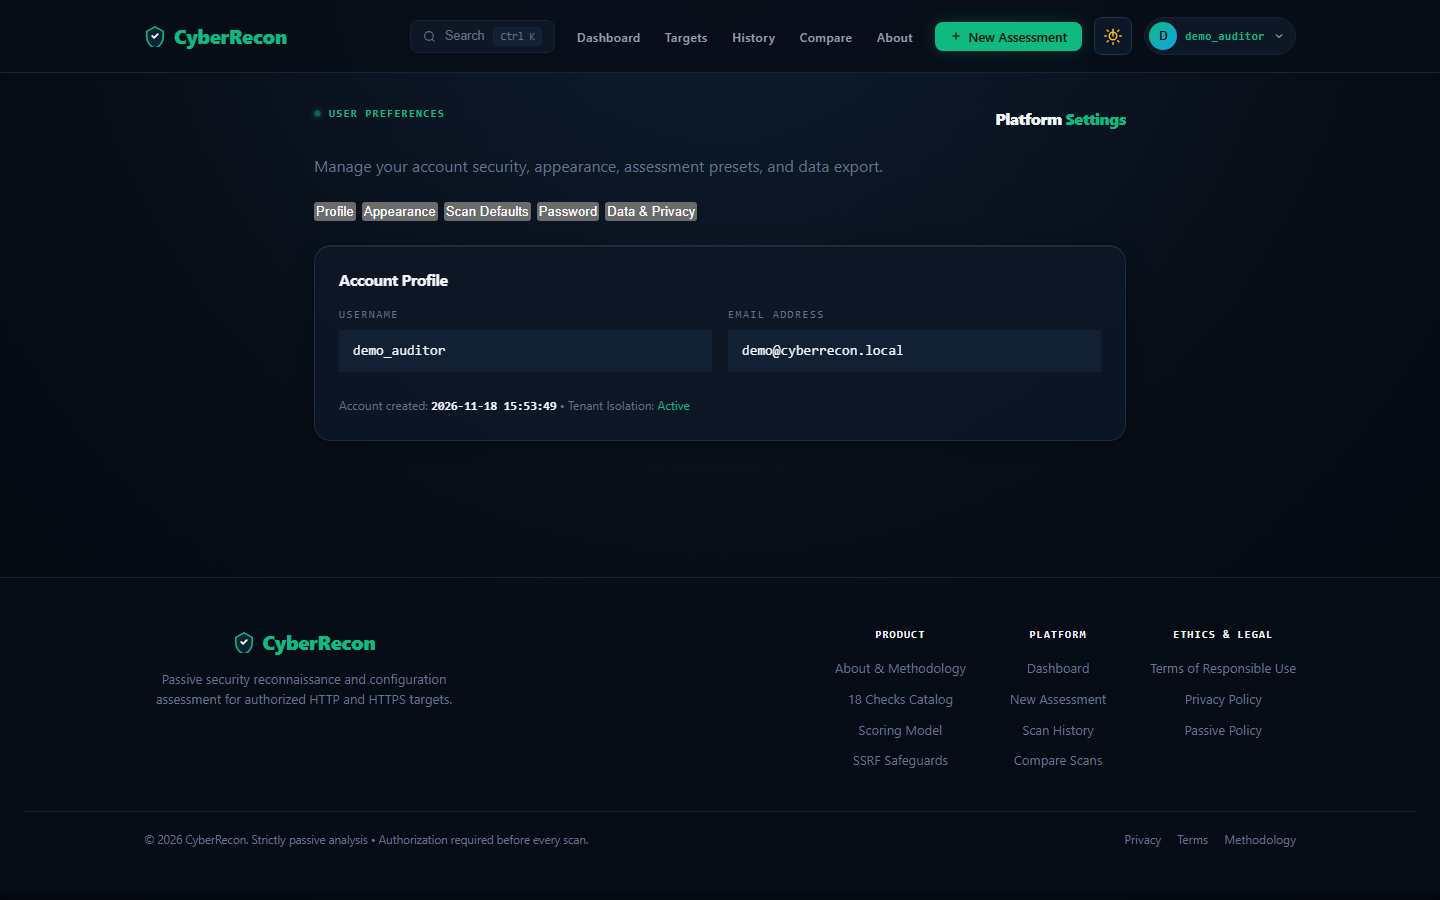 CyberRecon
Search Ctrl K
Dashboard
Targets
History
Compare
About
+ New Assessment
D demo_auditor
USER PREFERENCES
Platform Settings
Manage your account security, appearance, assessment presets, and data export.
Profile
Appearance
Scan Defaults
Password
Data & Privacy
Account Profile
USERNAME
demo_auditor
EMAIL ADDRESS
demo@cyberrecon.local
Account created: 2026-11-18 15:53:49 • Tenant Isolation: Active
CyberRecon
Passive security reconnaissance and configuration
assessment for authorized HTTP and HTTPS targets.
PRODUCT
About & Methodology
18 Checks Catalog
Scoring Model
SSRF Safeguards
PLATFORM
Dashboard
New Assessment
Scan History
Compare Scans
ETHICS & LEGAL
Terms of Responsible Use
Privacy Policy
Passive Policy
© 2026 CyberRecon. Strictly passive analysis • Authorization required before every scan.
Privacy
Terms
Methodology